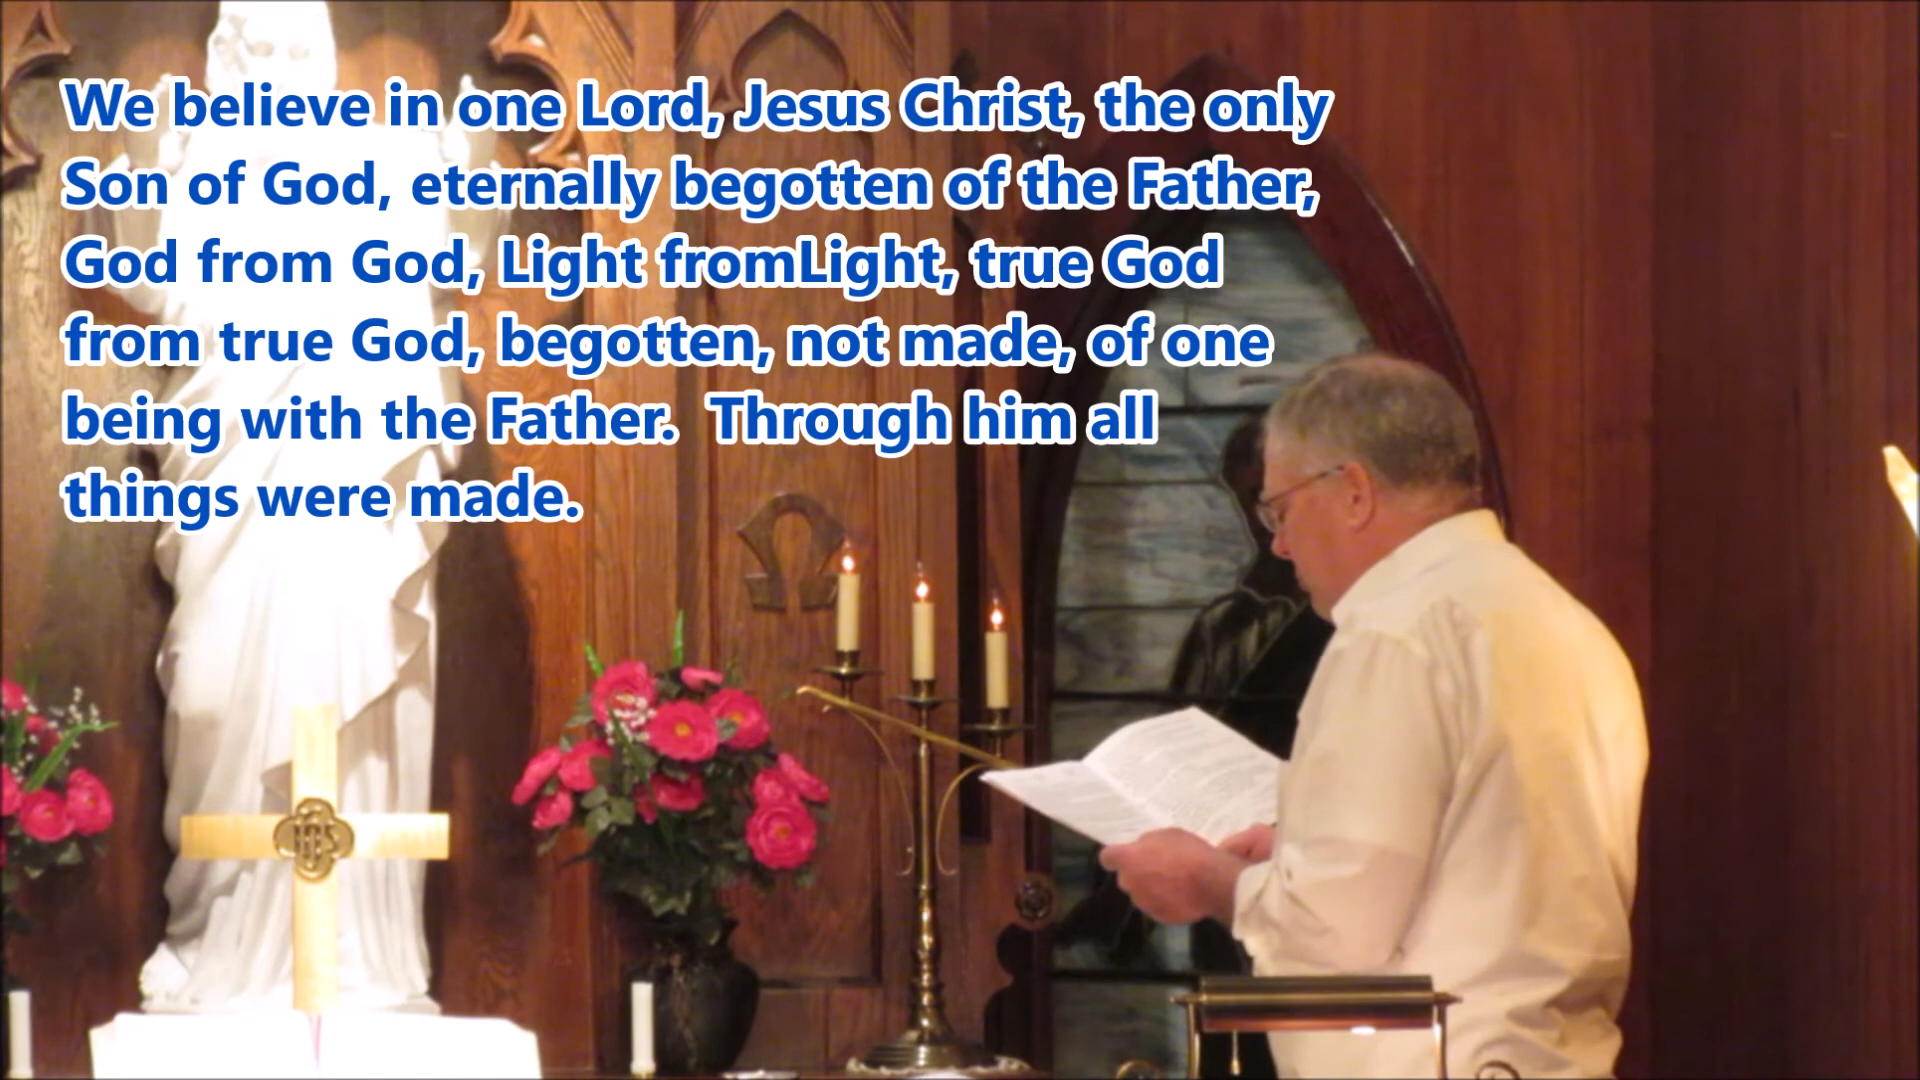 We believe in one Lord, Jesus Christ, the only
Son of God, eternally begotten of the Father,
God from God, Light fromLight, true God
from true God, begotten, not made, of one
being with the Father.  Through him all
things were made.
IHS